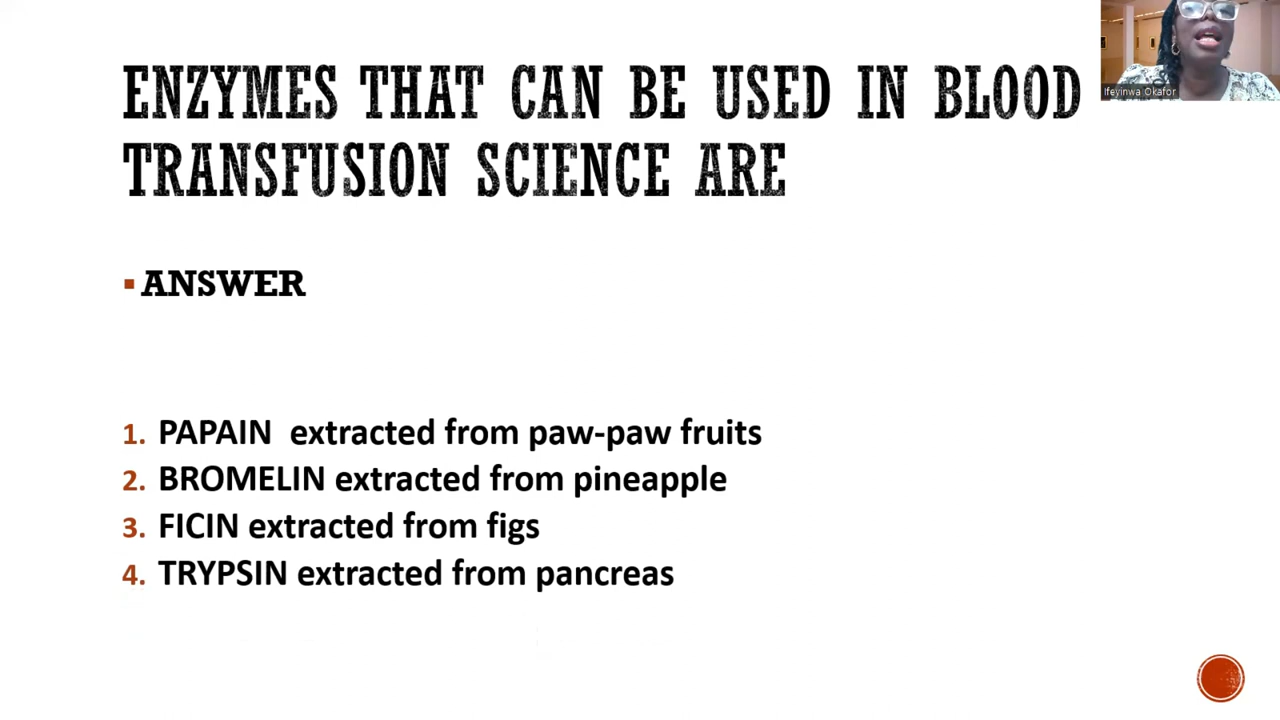 ENZYMES THAT CAN BE USED IN BLOOD
TRANSFUSION SCIENCE ARE
Ifeyinwa Okafor
▪ ANSWER
1. PAPAIN extracted from paw-paw fruits
2. BROMELIN extracted from pineapple
3. FICIN extracted from figs
4. TRYPSIN extracted from pancreas